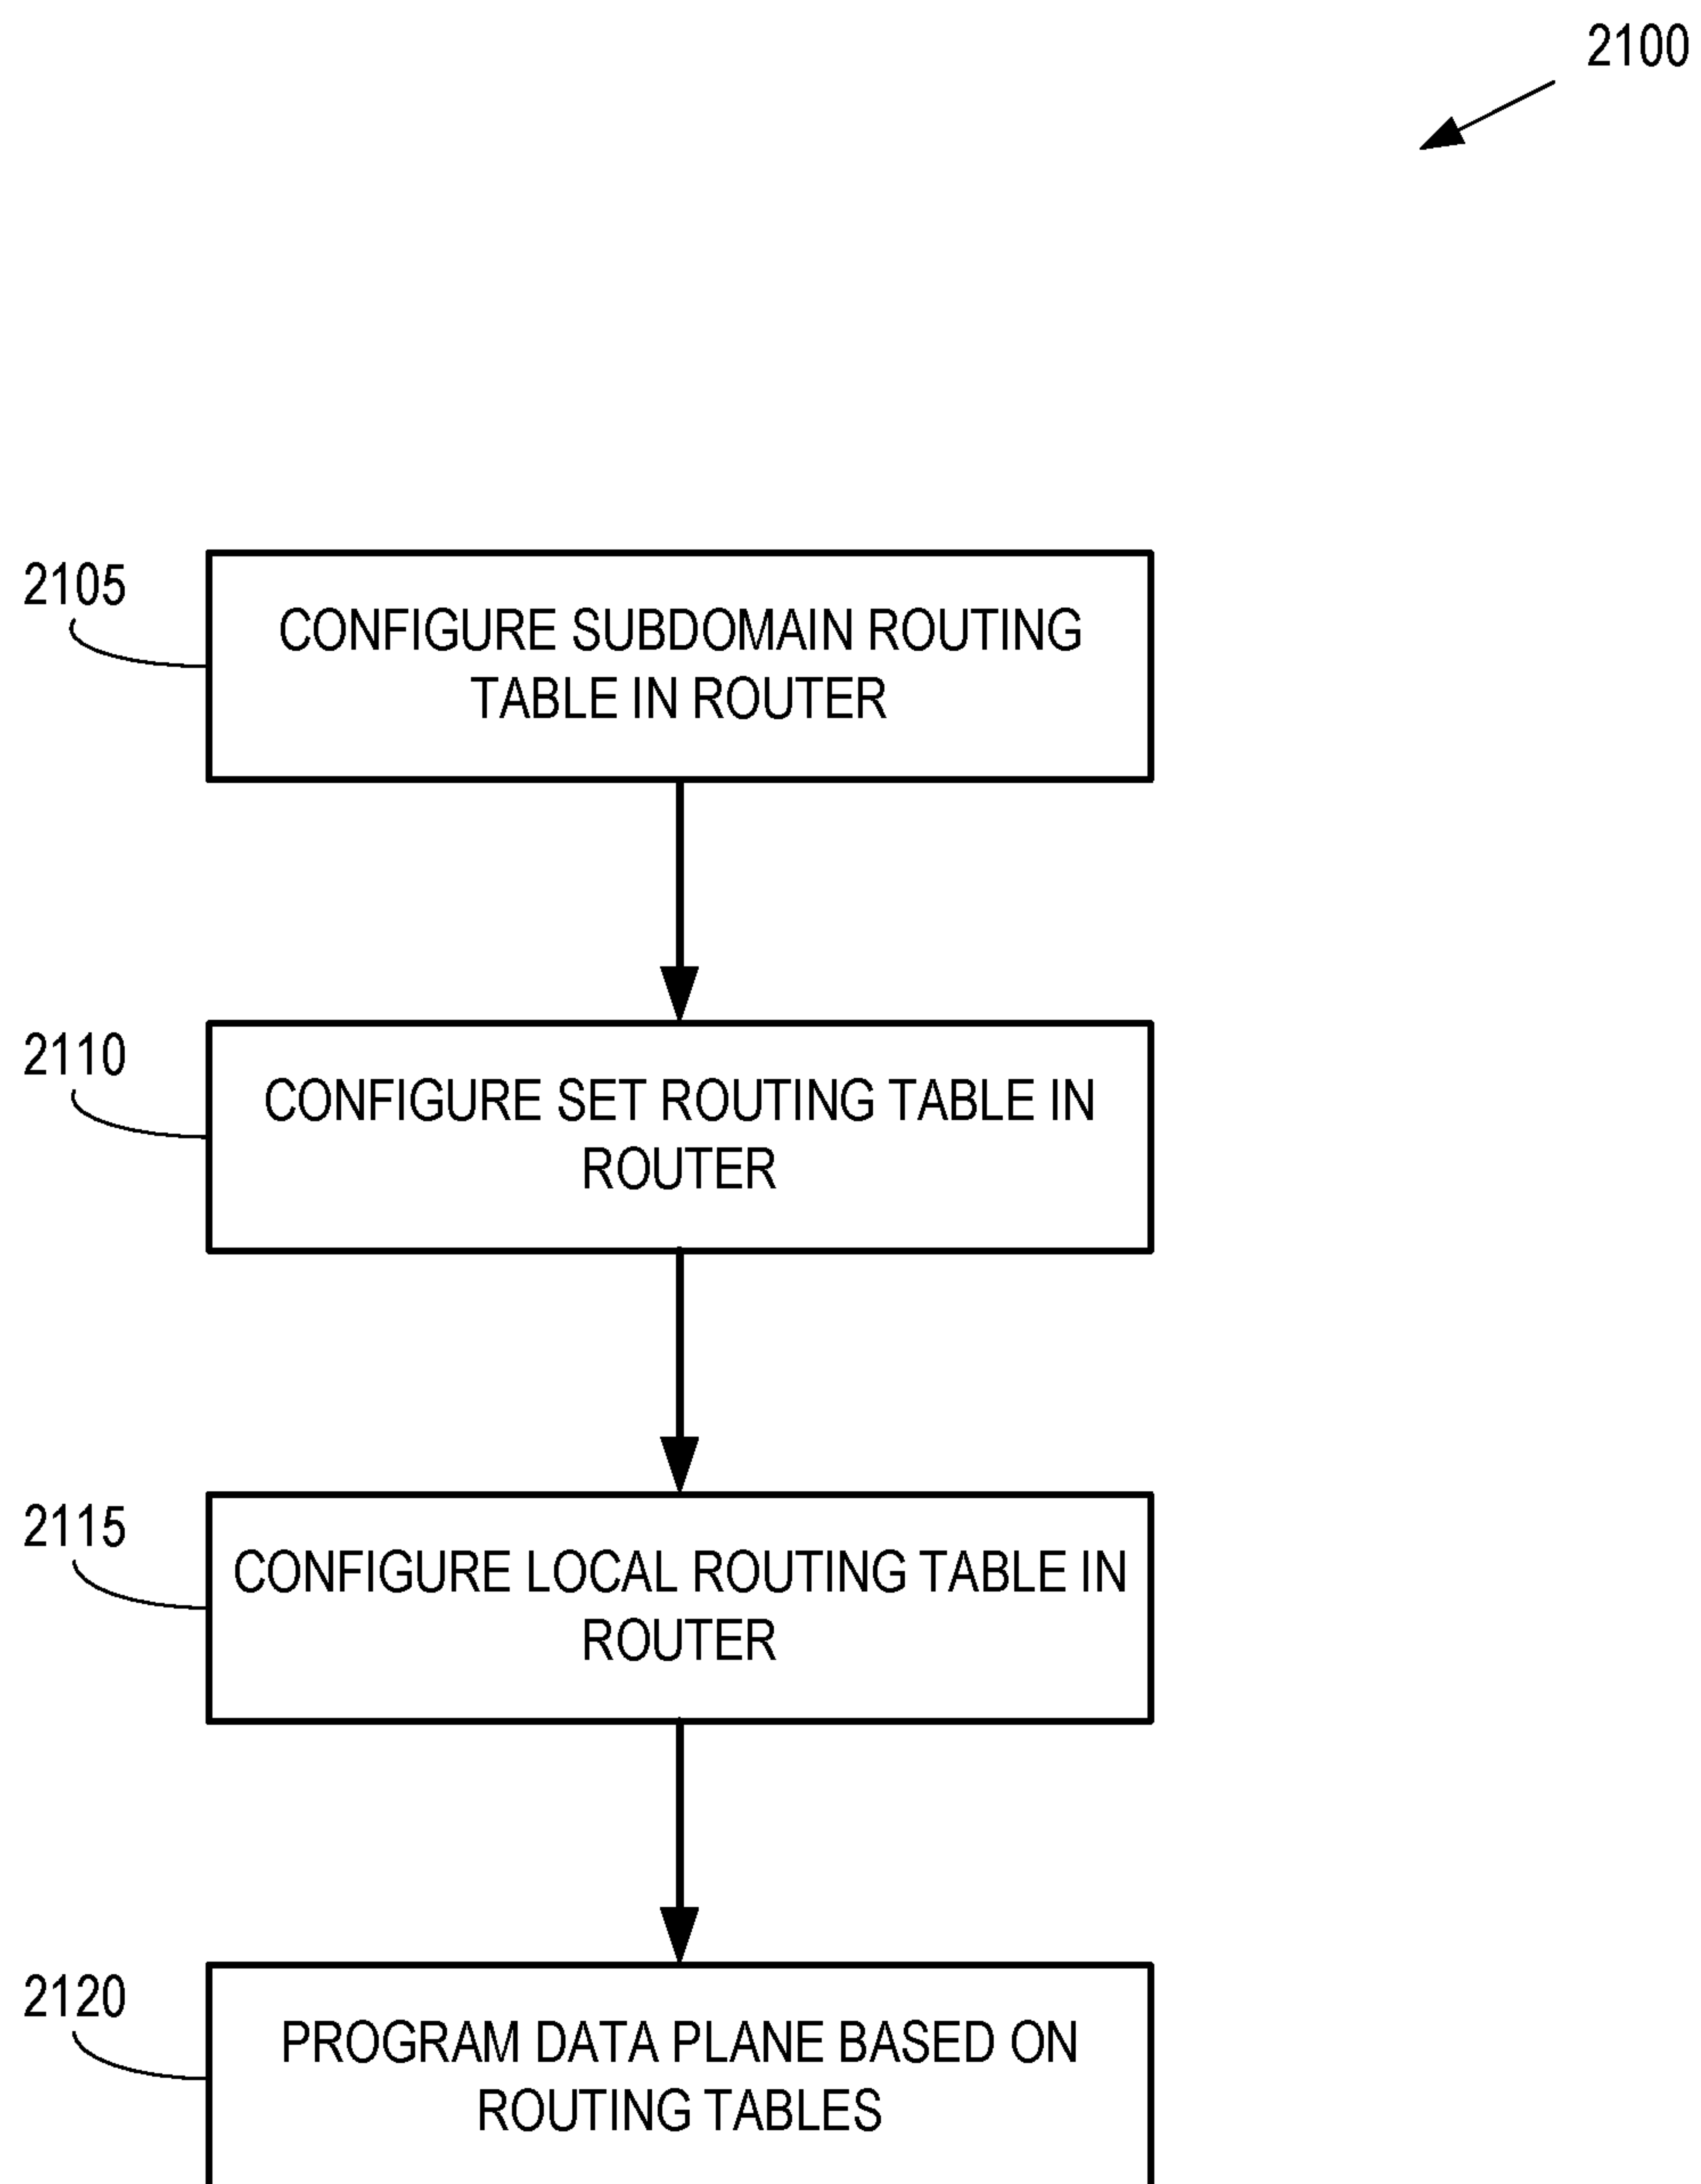 2100
2105
CONFIGURE SUBDOMAIN ROUTING
TABLE IN ROUTER
2110
CONFIGURE SET ROUTING TABLE IN
ROUTER
2115
CONFIGURE LOCAL ROUTING TABLE IN
ROUTER
2120
PROGRAM DATA PLANE BASED ON
ROUTING TABLES